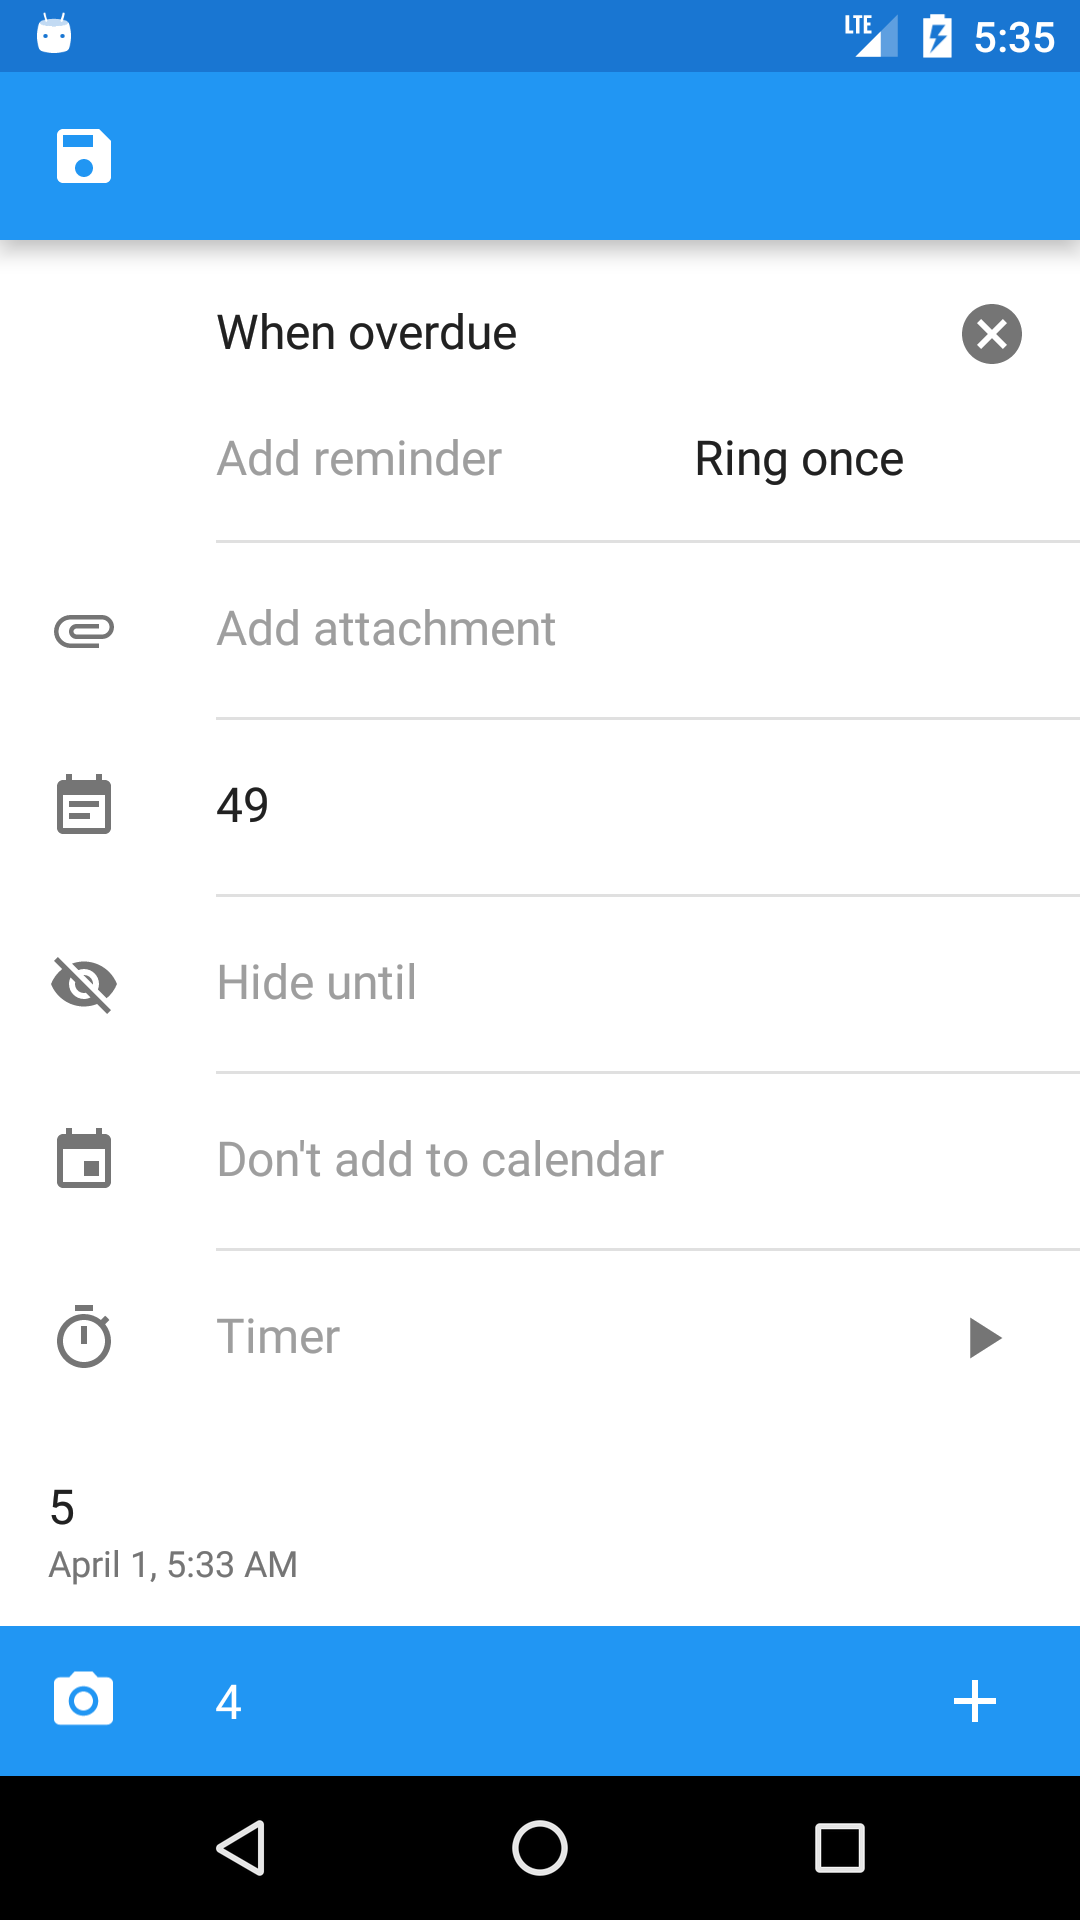 LTE 5:35
When overdue
Add reminder Ring once
Add attachment
49
Hide until
Don't add to calendar
Timer
5
April 1, 5:33 AM
4